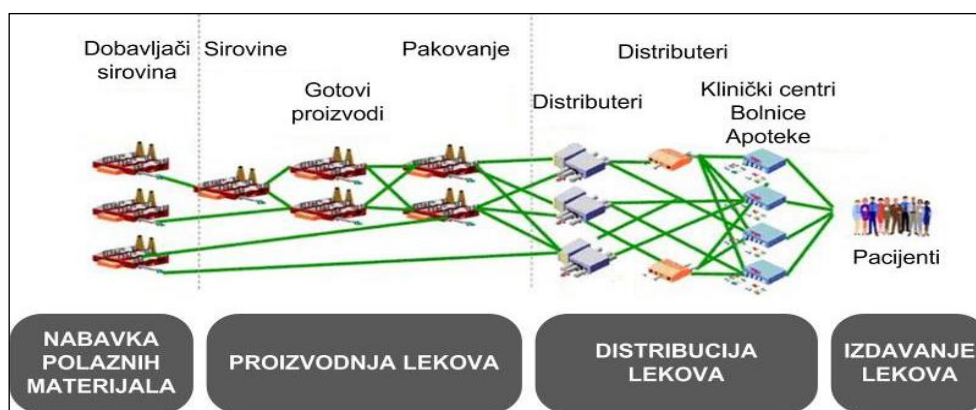 Dobavljači
sirovina
Sirovine
Gotovi
proizvodi
Pakovanje
Distributeri
Distributeri
Klinički centri
Bolnice
Apoteke
Pacijenti
NABAVKA
POLAZNIH
MATERIJALA
PROIZVODNJA LEKOVA
DISTRIBUCIJA
LEKOVA
IZDAVANJE
LEKOVA